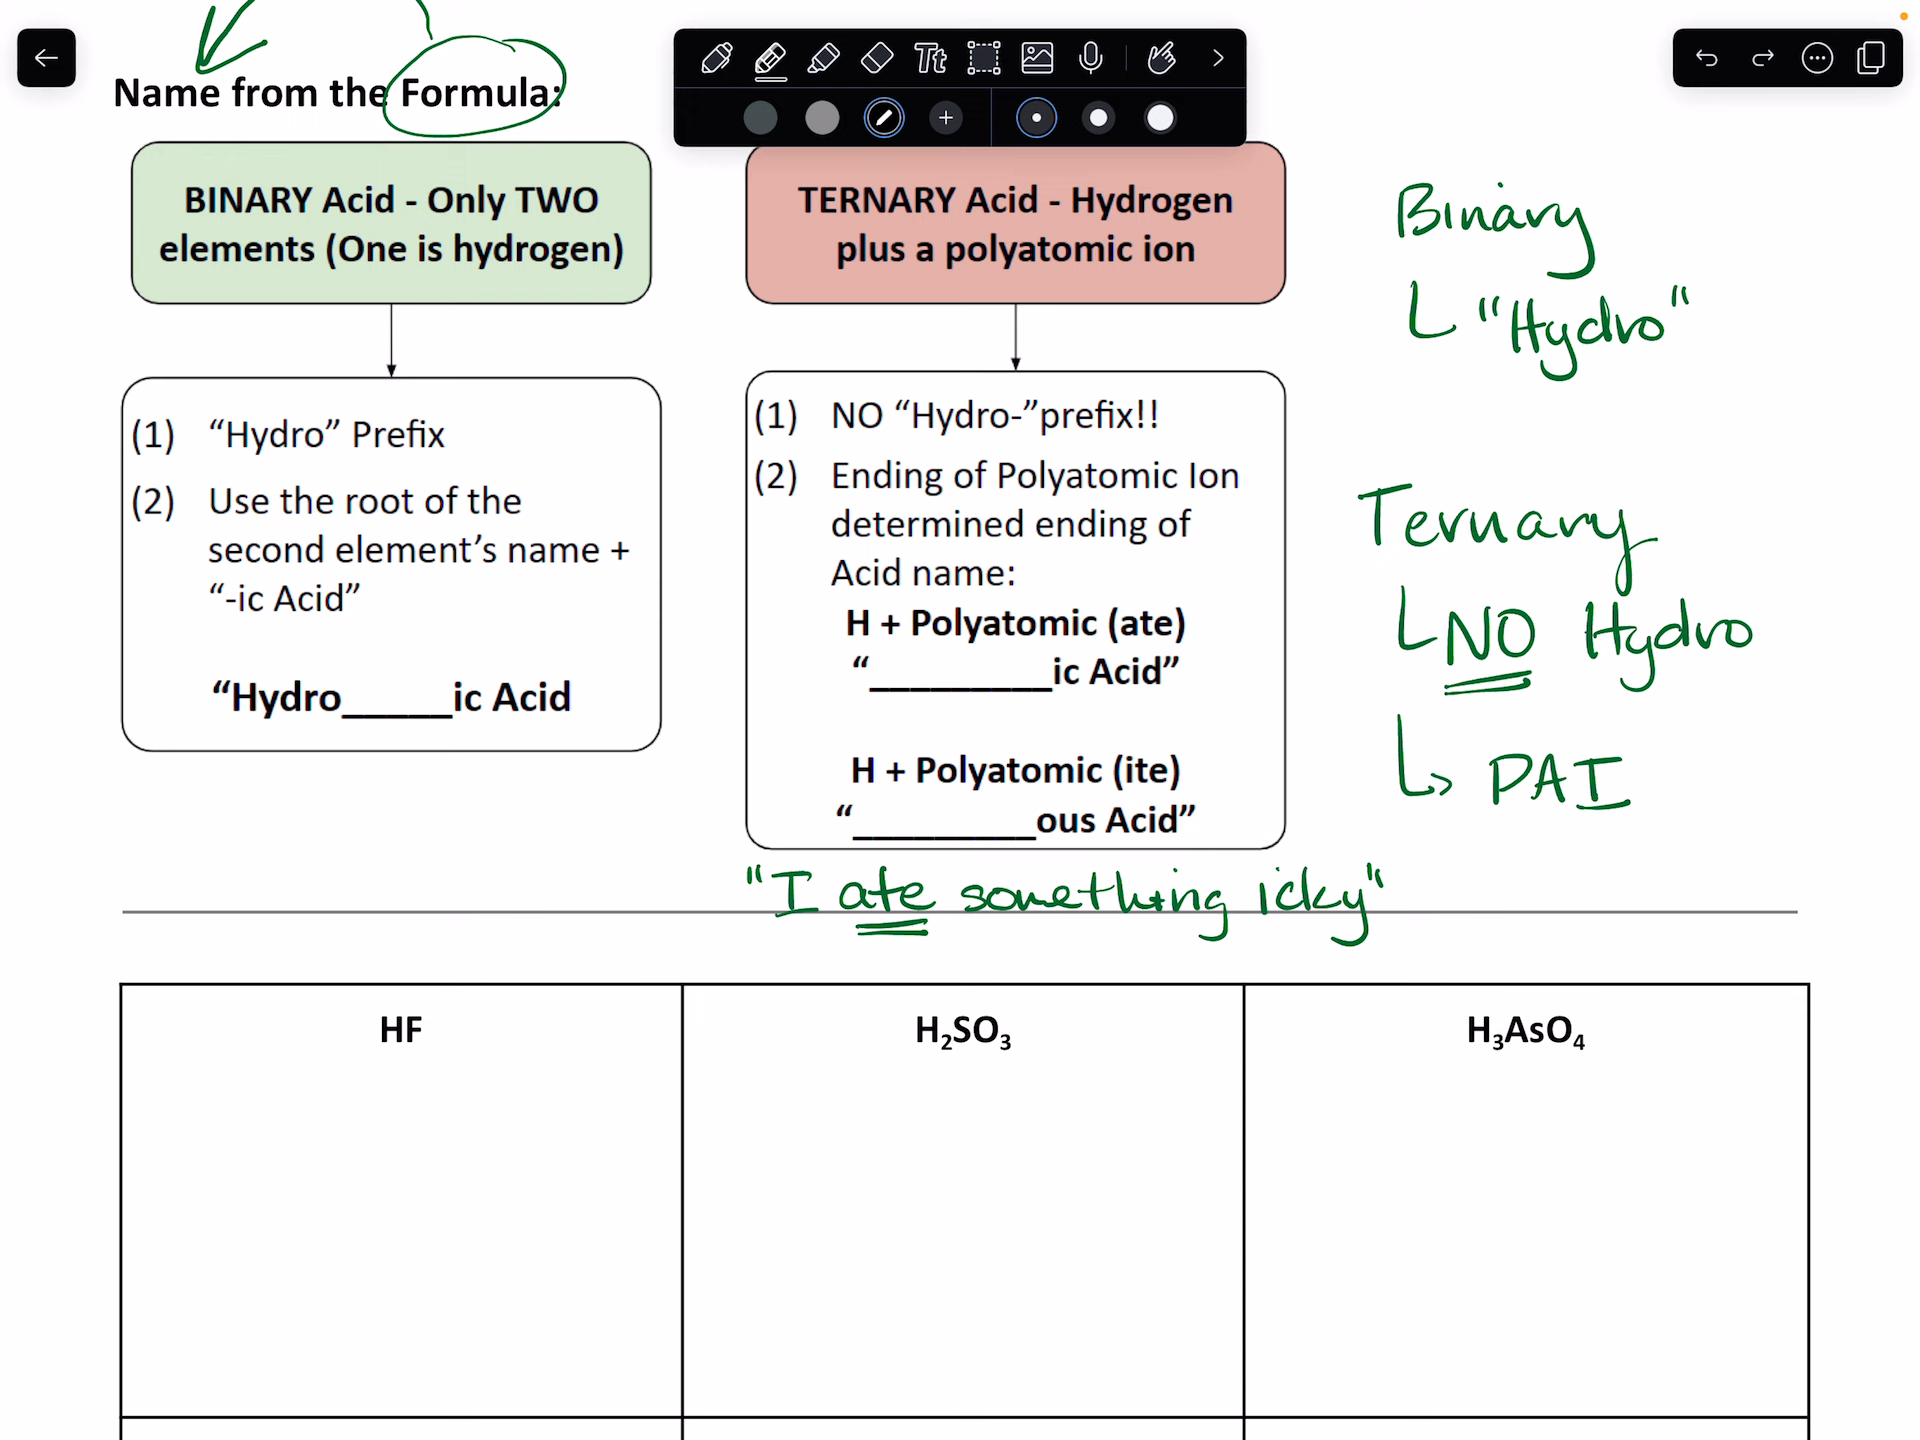 Name from the Formula:
BINARY Acid - Only TWO
elements (One is hydrogen)
(1) “Hydro” Prefix
(2) Use the root of the
second element’s name +
“-ic Acid”
“Hydro_____ic Acid
Tt
TERNARY Acid - Hydrogen
plus a polyatomic ion
(1) NO “Hydro-”prefix!!
(2) Ending of Polyatomic Ion
determined ending of
Acid name:
H + Polyatomic (ate)
“_________ic Acid”
H + Polyatomic (ite)
“_________ous Acid”
"I ate something icky"
Binary
"Hydro"
Ternary
NO Hydro
PAI
HF
H₂SO₃
H₃AsO₄